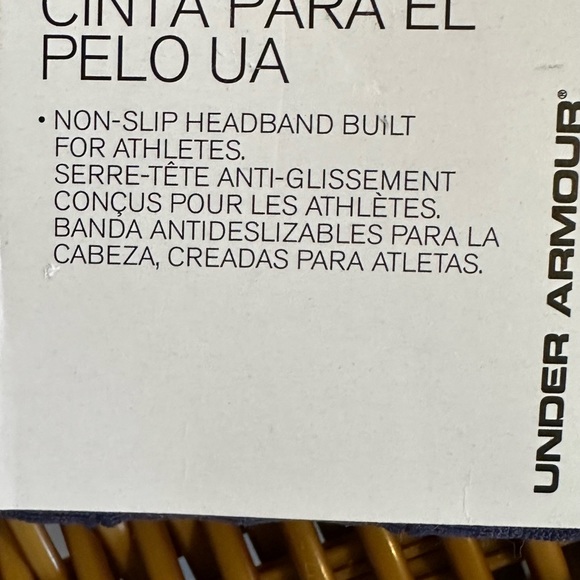 CINTA PARA EL
PELO UA
• NON-SLIP HEADBAND BUILT
FOR ATHLETES.
SERRE-TÊTE ANTI-GLISSEMENT
CONÇUS POUR LES ATHLÈTES.
BANDA ANTIDESLIZABLES PARA LA
CABEZA, CREADAS PARA ATLETAS.
UNDER ARMOUR®